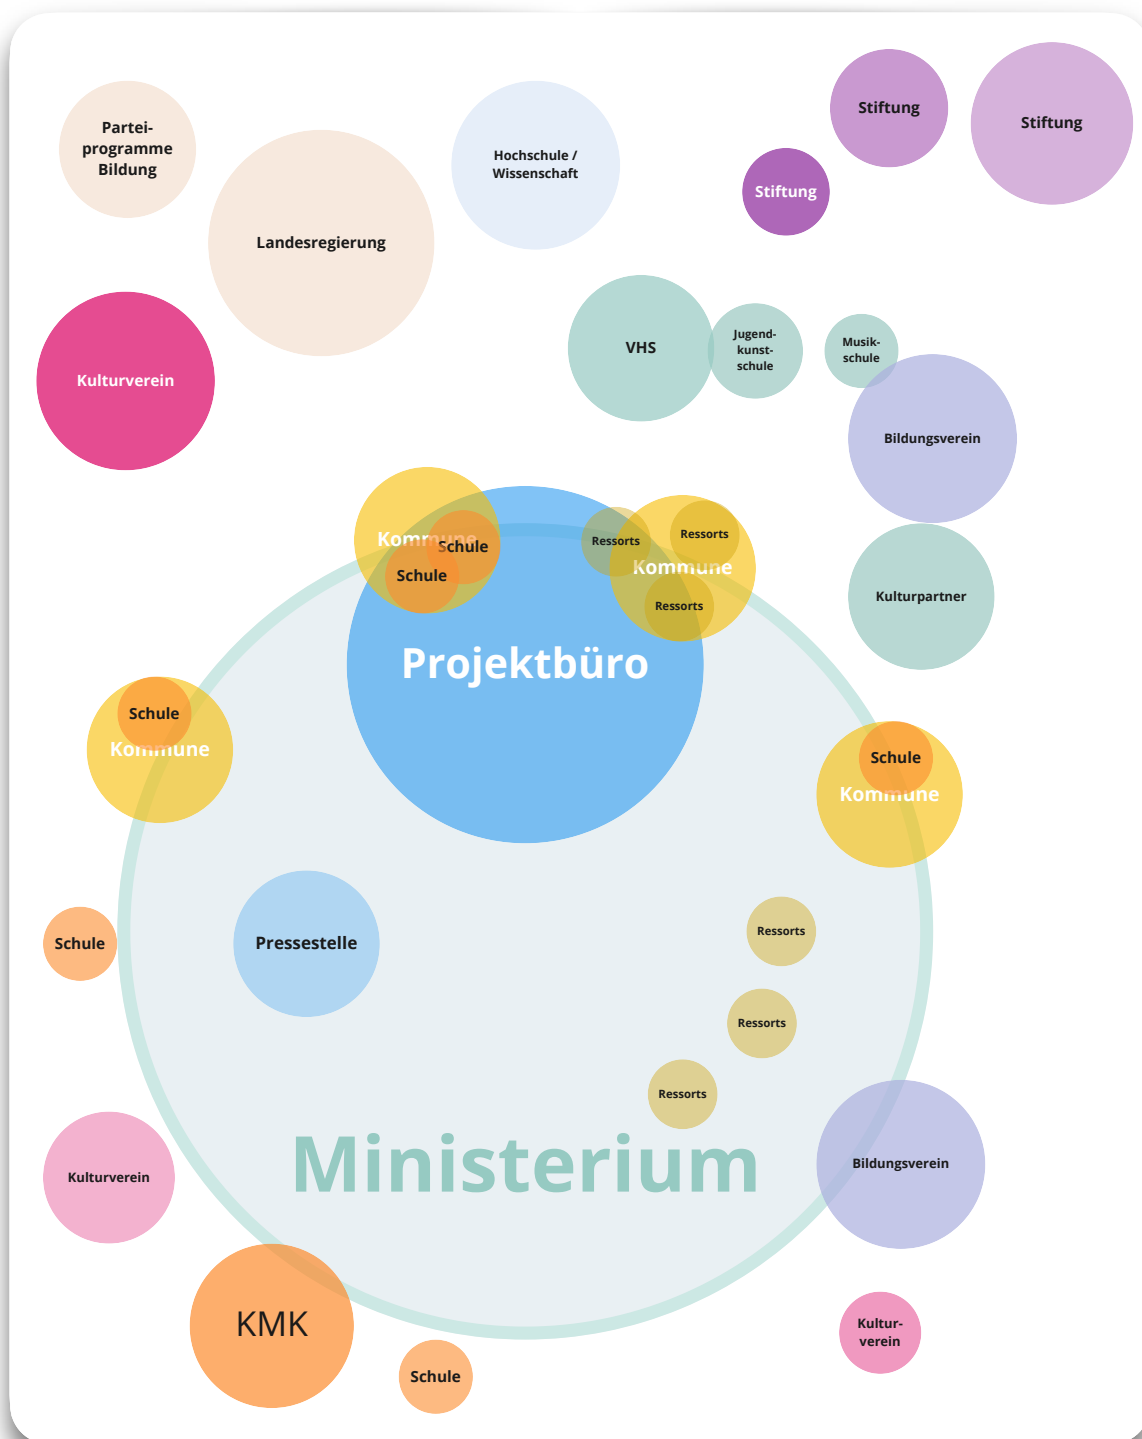 Partei-
programme
Bildung
Landesregierung
Hochschule /
Wissenschaft
Stiftung
Stiftung
Stiftung
Kulturverein
VHS
Jugend-
kunst-
schule
Musik-
schule
Bildungsverein
Kommune
Schule
Schule
Ressorts
Ressorts
Kommune
Ressorts
Kulturpartner
Projektbüro
Schule
Kommune
Schule
Kommune
Schule
Pressestelle
Ressorts
Ressorts
Ressorts
Ministerium
Kulturverein
Bildungsverein
KMK
Schule
Kultur-
verein